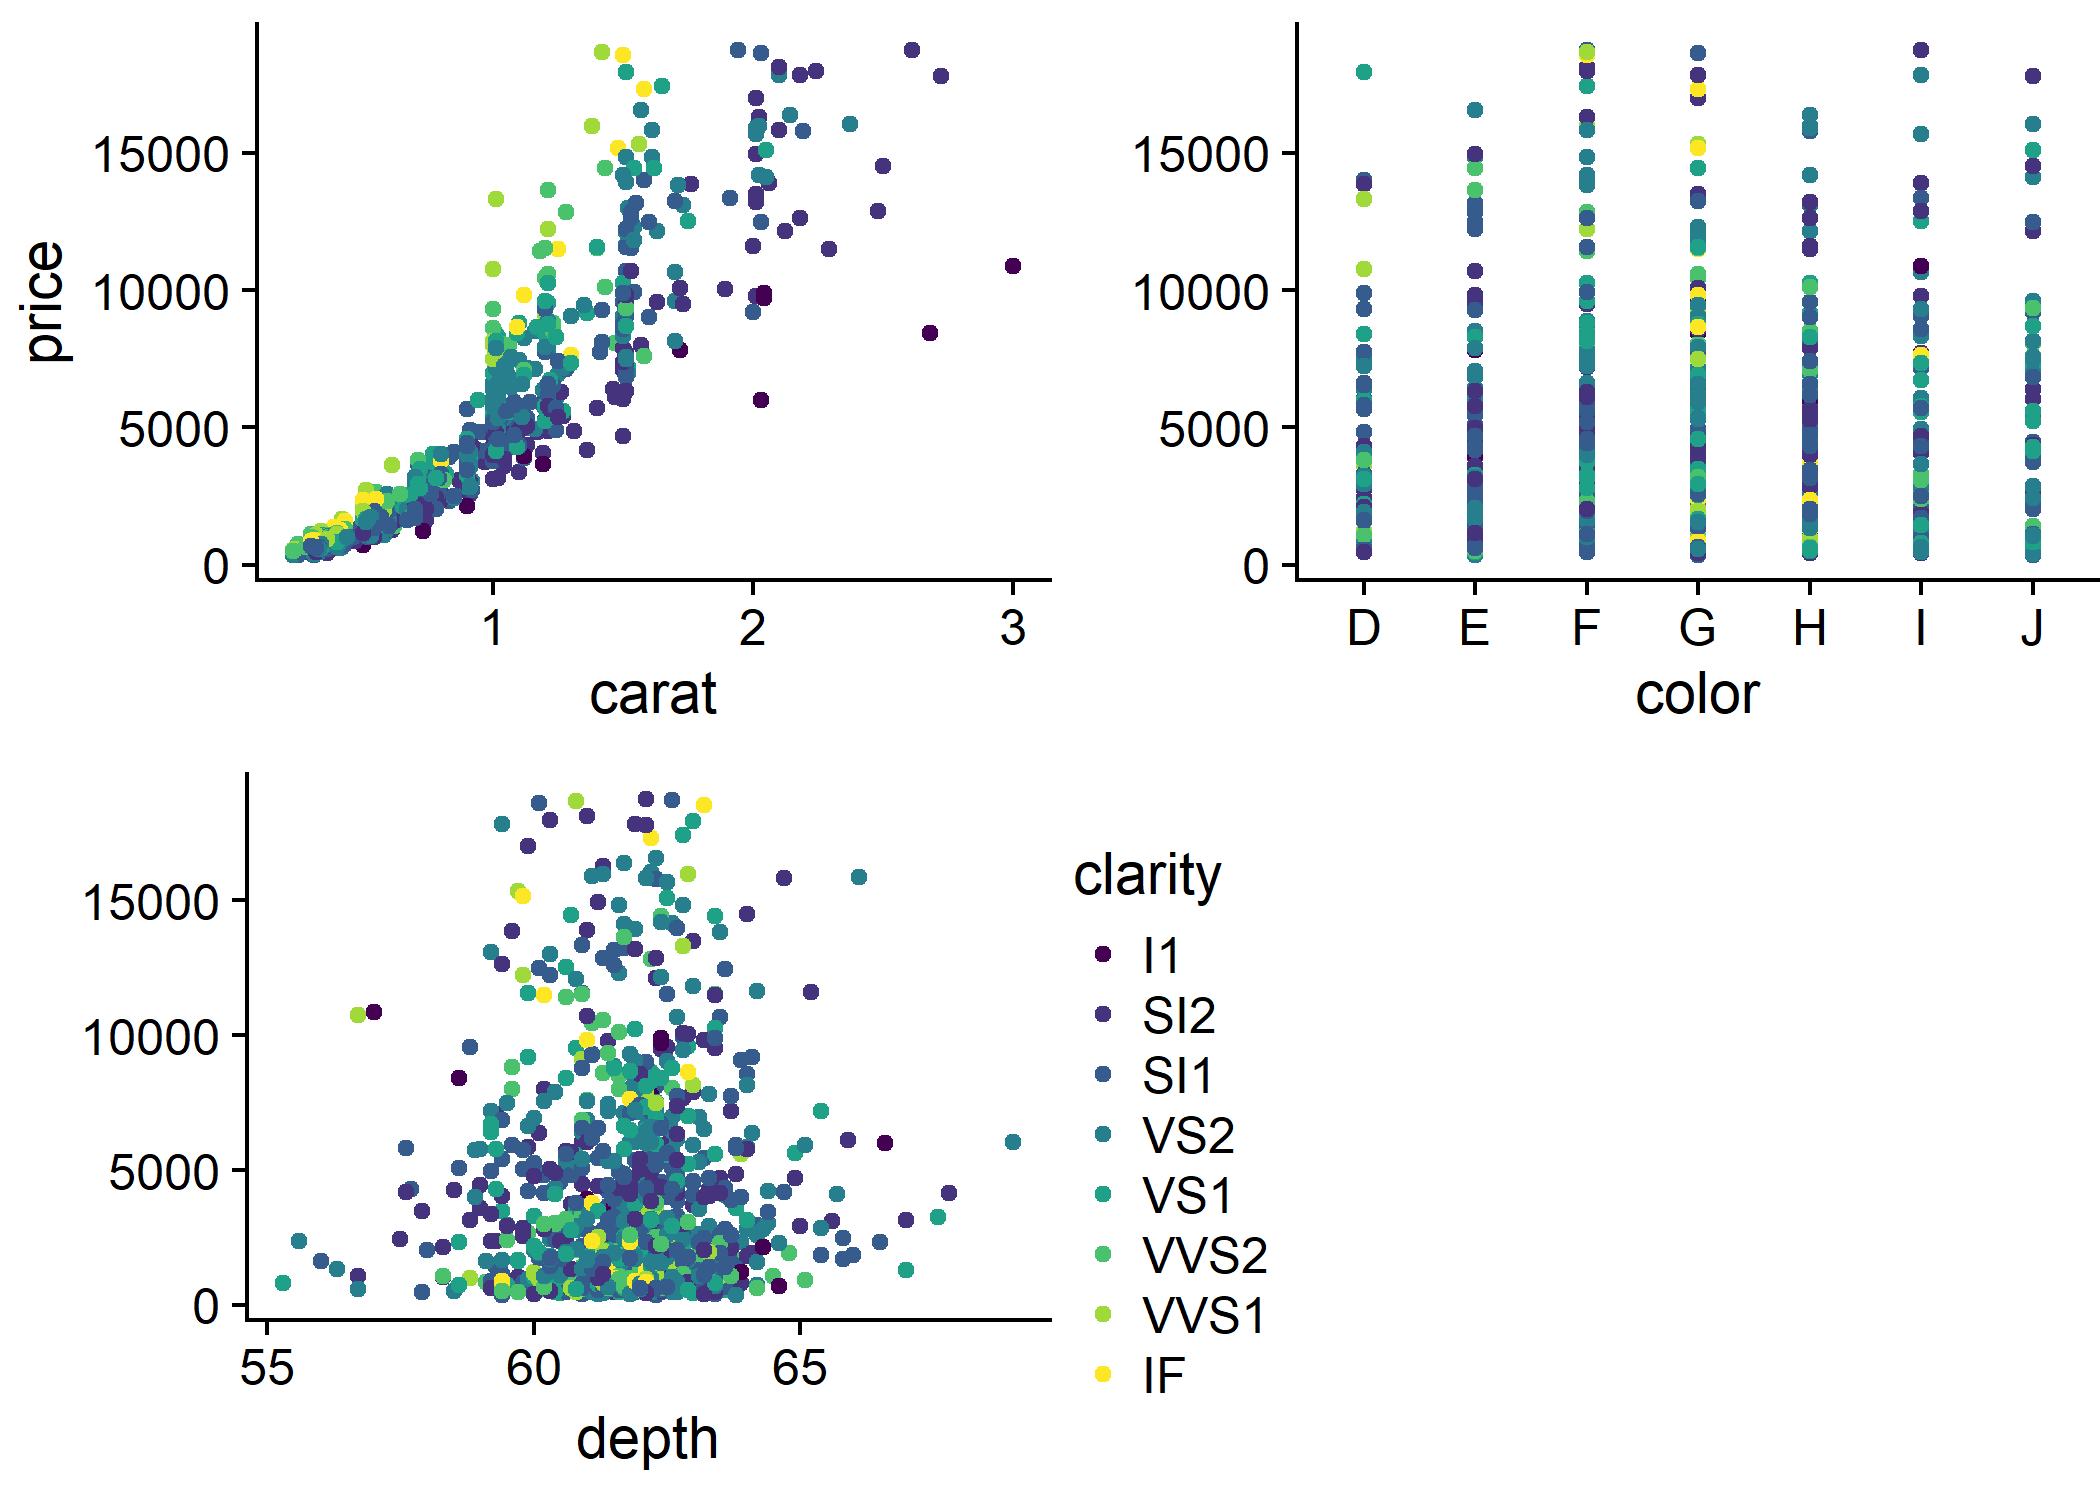 price
15000
10000
5000
0
1 2 3
carat
15000
10000
5000
0
D E F G H I J
color
15000
10000
5000
0
55 60 65
depth
clarity
I1
SI2
SI1
VS2
VS1
VVS2
VVS1
IF